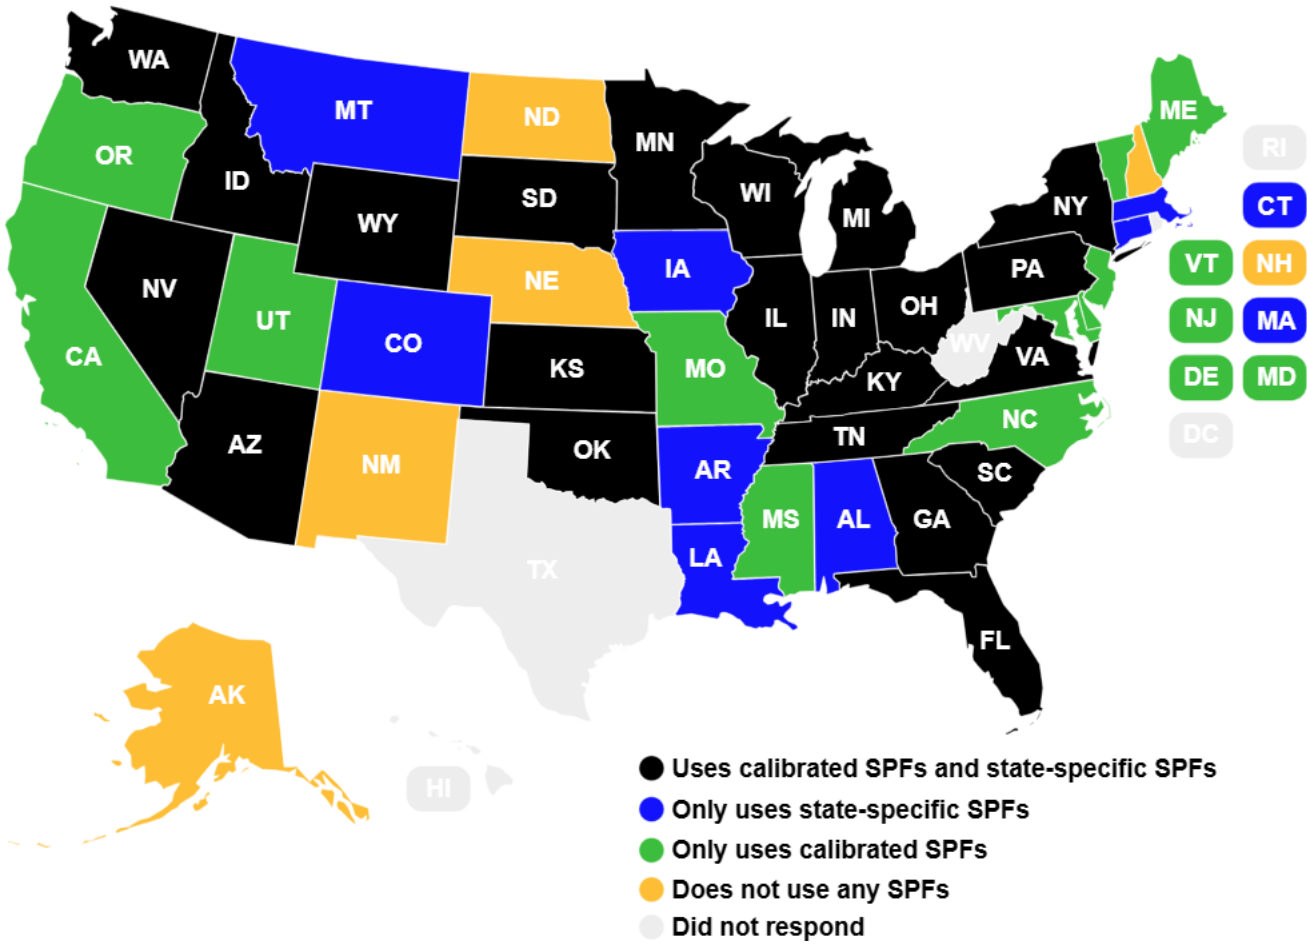 WA
MT
ND
MN
ME
OR
ID
SD
WI
MI
NY
RI
WY
CT
IA
PA
VT
NH
NV
NE
OH
UT
IL
IN
NJ
MA
CO
WV
VA
CA
KS
MO
KY
DE
MD
NC
TN
DC
AZ
NM
OK
AR
SC
MS
AL
GA
LA
TX
FL
AK
HI
Uses calibrated SPFs and state-specific SPFs
Only uses state-specific SPFs
Only uses calibrated SPFs
Does not use any SPFs
Did not respond